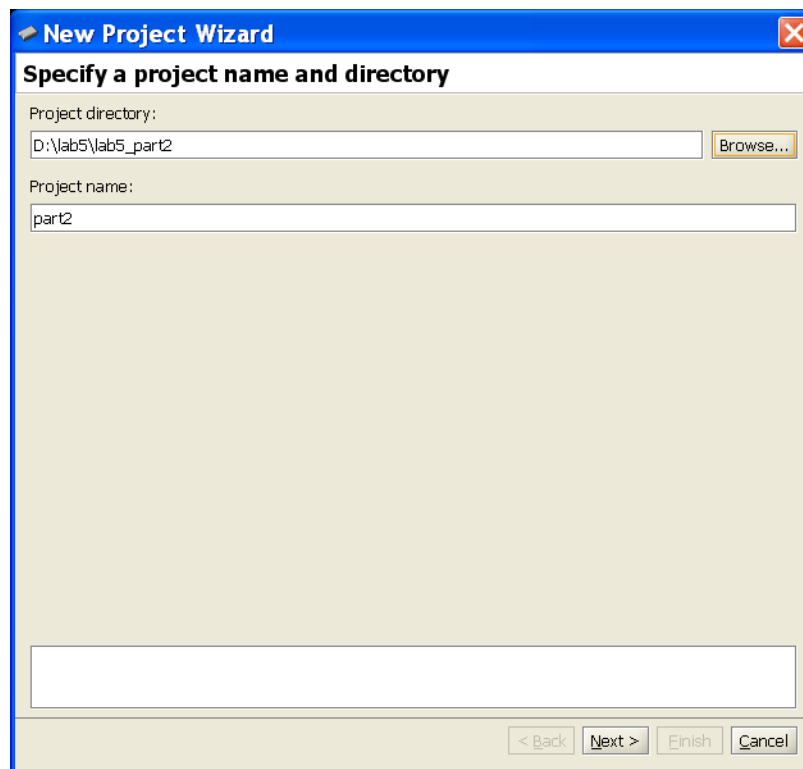 New Project Wizard
Specify a project name and directory
Project directory:
D:\lab5\lab5_part2
Browse...
Project name:
part2
< Back Next > Finish Cancel